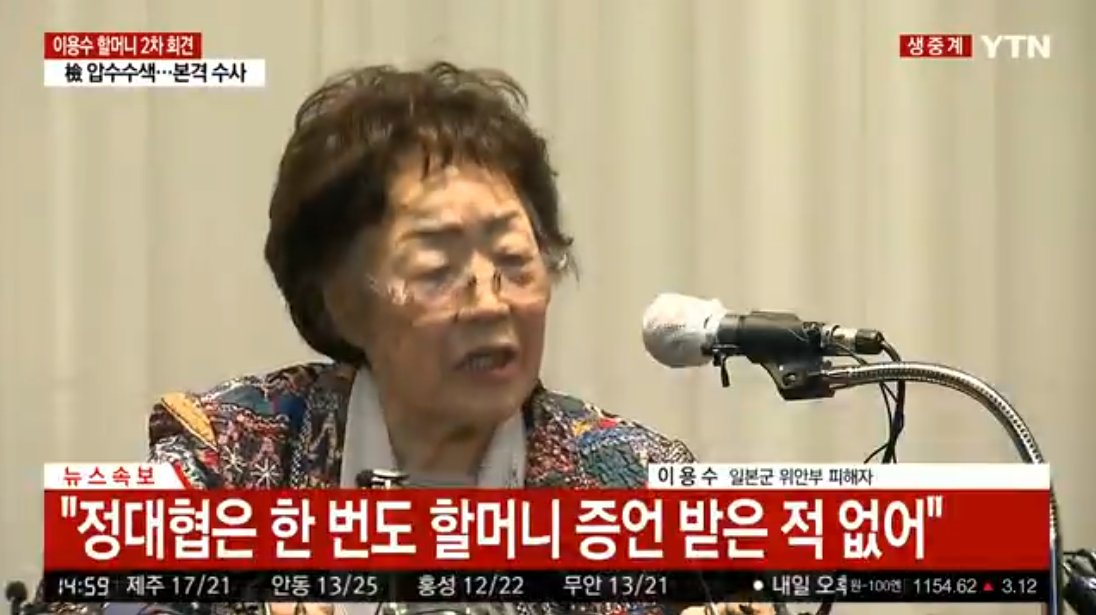 이용수 할머니 2차 회견
檢 압수수색…본격 수사
생중계 YTN
뉴스속보
이용수 일본군 위안부 피해자
"정대협은 한 번도 할머니 증언 받은 적 없어"
14:59 제주 17/21 안동 13/25 홍성 12/22 무안 13/21 • 내일 오 원-100엔 1154.62 ▲ 3.12